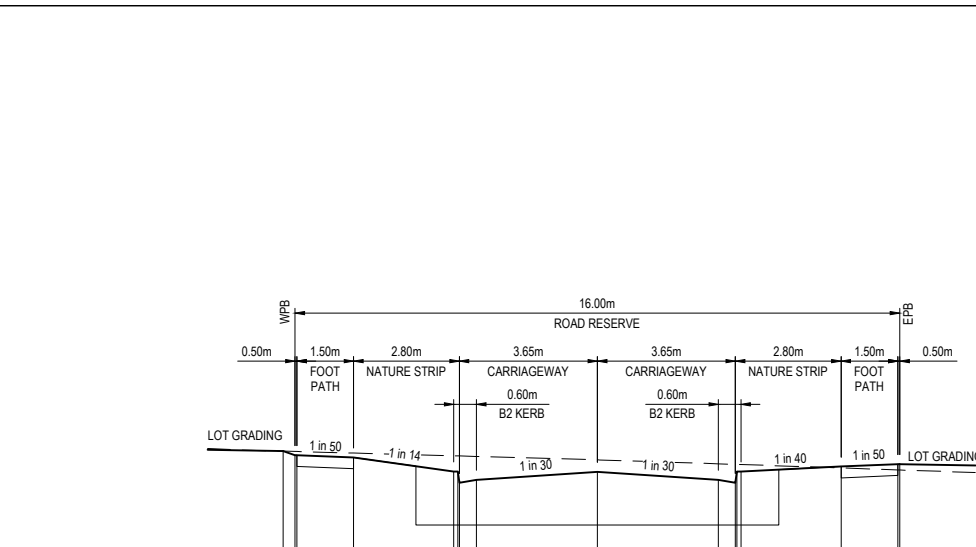 16.00m
WPB
EPB
ROAD RESERVE
0.50m 1.50m 2.80m 3.65m 3.65m 2.80m 1.50m 0.50m
FOOT PATH
NATURE STRIP
CARRIAGEWAY
CARRIAGEWAY
NATURE STRIP
FOOT PATH
0.60m
B2 KERB
0.60m
B2 KERB
LOT GRADING
1 in 50
1 in 14
1 in 30
1 in 30
1 in 40
1 in 50
LOT GRADING